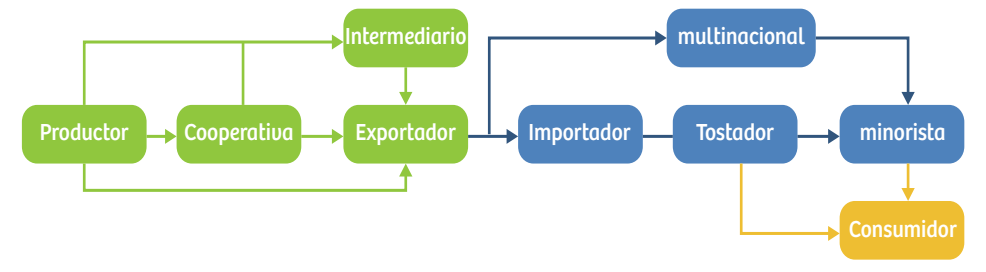 Intermediario
multinacional
Productor
Cooperativa
Exportador
Importador
Tostador
minorista
Consumidor